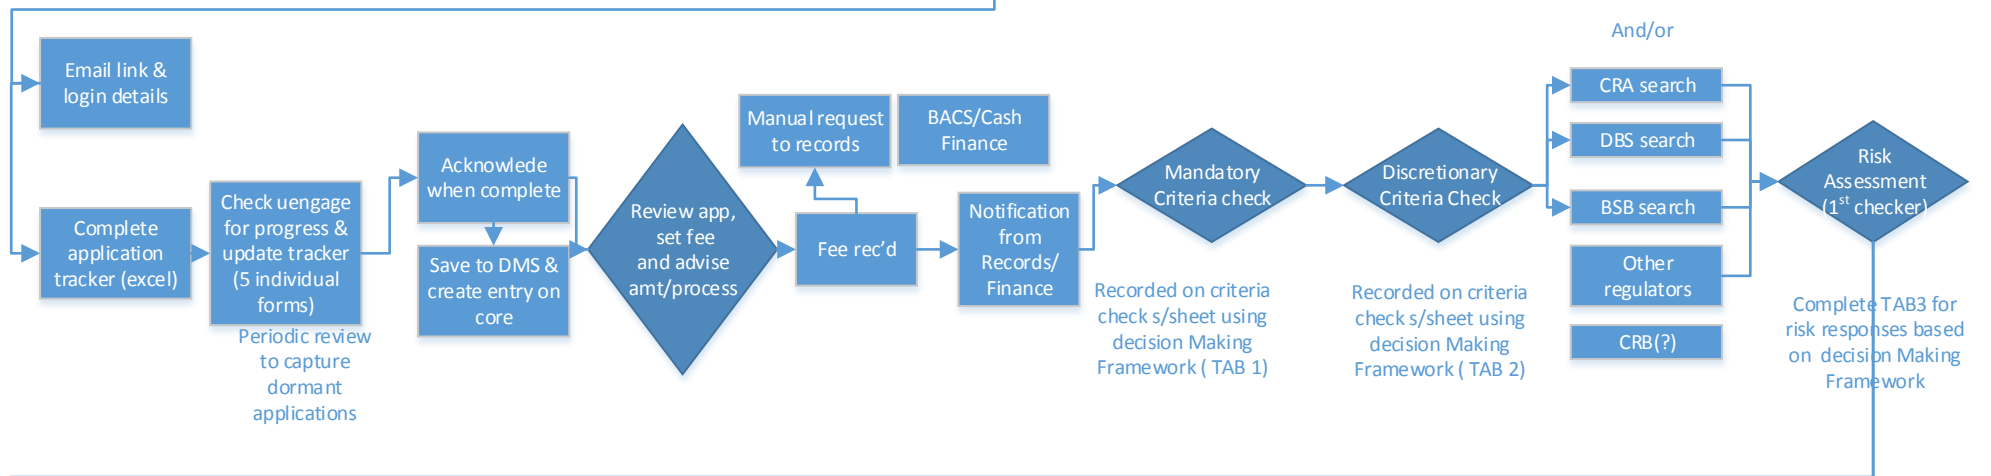 Email link &
login details
Complete
application
tracker (excel)
Check uengage
for progress &
update tracker
(5 individual
forms)
Periodic review
to capture
dormant
applications
Acknowlede
when complete
Save to DMS &
create entry on
core
Review app,
set fee
and advise
amt/process
Manual request
to records
BACS/Cash
Finance
Fee rec’d
Notification
from
Records/
Finance
Mandatory
Criteria check
Recorded on criteria
check s/sheet using
decision Making
Framework ( TAB 1)
Discretionary
Criteria Check
Recorded on criteria
check s/sheet using
decision Making
Framework ( TAB 2)
And/or
CRA search
DBS search
BSB search
Other
regulators
CRB(?)
Risk
Assessment
(1st checker)
Complete TAB3 for
risk responses based
on decision Making
Framework